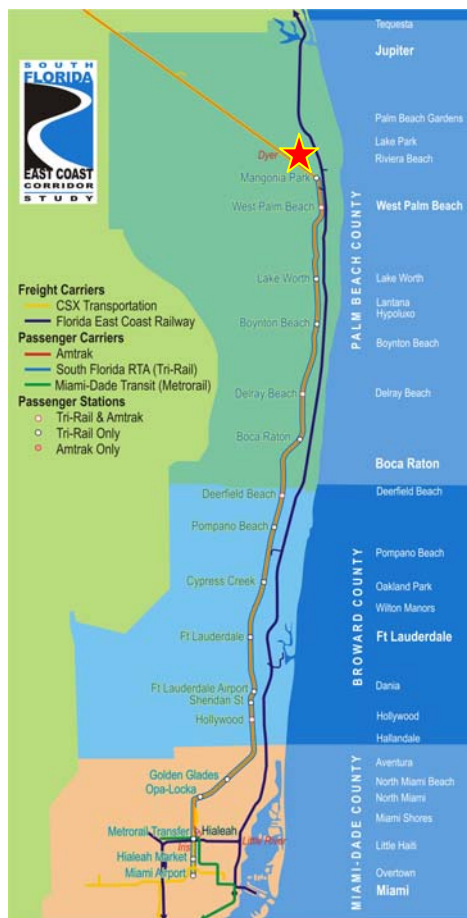 SOUTH
FLORIDA
EAST COAST
CORRIDOR
STUDY
Freight Carriers
CSX Transportation
Florida East Coast Railway
Passenger Carriers
Amtrak
South Florida RTA (Tri-Rail)
Miami-Dade Transit (Metrorail)
Passenger Stations
Tri-Rail & Amtrak
Tri-Rail Only
Amtrak Only
Dyer
Mangonia Park
West Palm Beach
Lake Worth
Boynton Beach
Delray Beach
Boca Raton
Deerfield Beach
Pompano Beach
Cypress Creek
Ft Lauderdale
Ft Lauderdale Airport
Sheridan St
Hollywood
Golden Glades
Opa-Locka
Metrorail Transfer
Hialeah
Iris
Little River
Hialeah Market
Miami Airport
PALM BEACH COUNTY
BROWARD COUNTY
MIAMI-DADE COUNTY
Tequesta
Jupiter
Palm Beach Gardens
Lake Park
Riviera Beach
West Palm Beach
Lake Worth
Lantana
Hypoluxo
Boynton Beach
Delray Beach
Boca Raton
Deerfield Beach
Pompano Beach
Oakland Park
Wilton Manors
Ft Lauderdale
Dania
Hollywood
Hallandale
Aventura
North Miami Beach
North Miami
Miami Shores
Little Haiti
Overtown
Miami